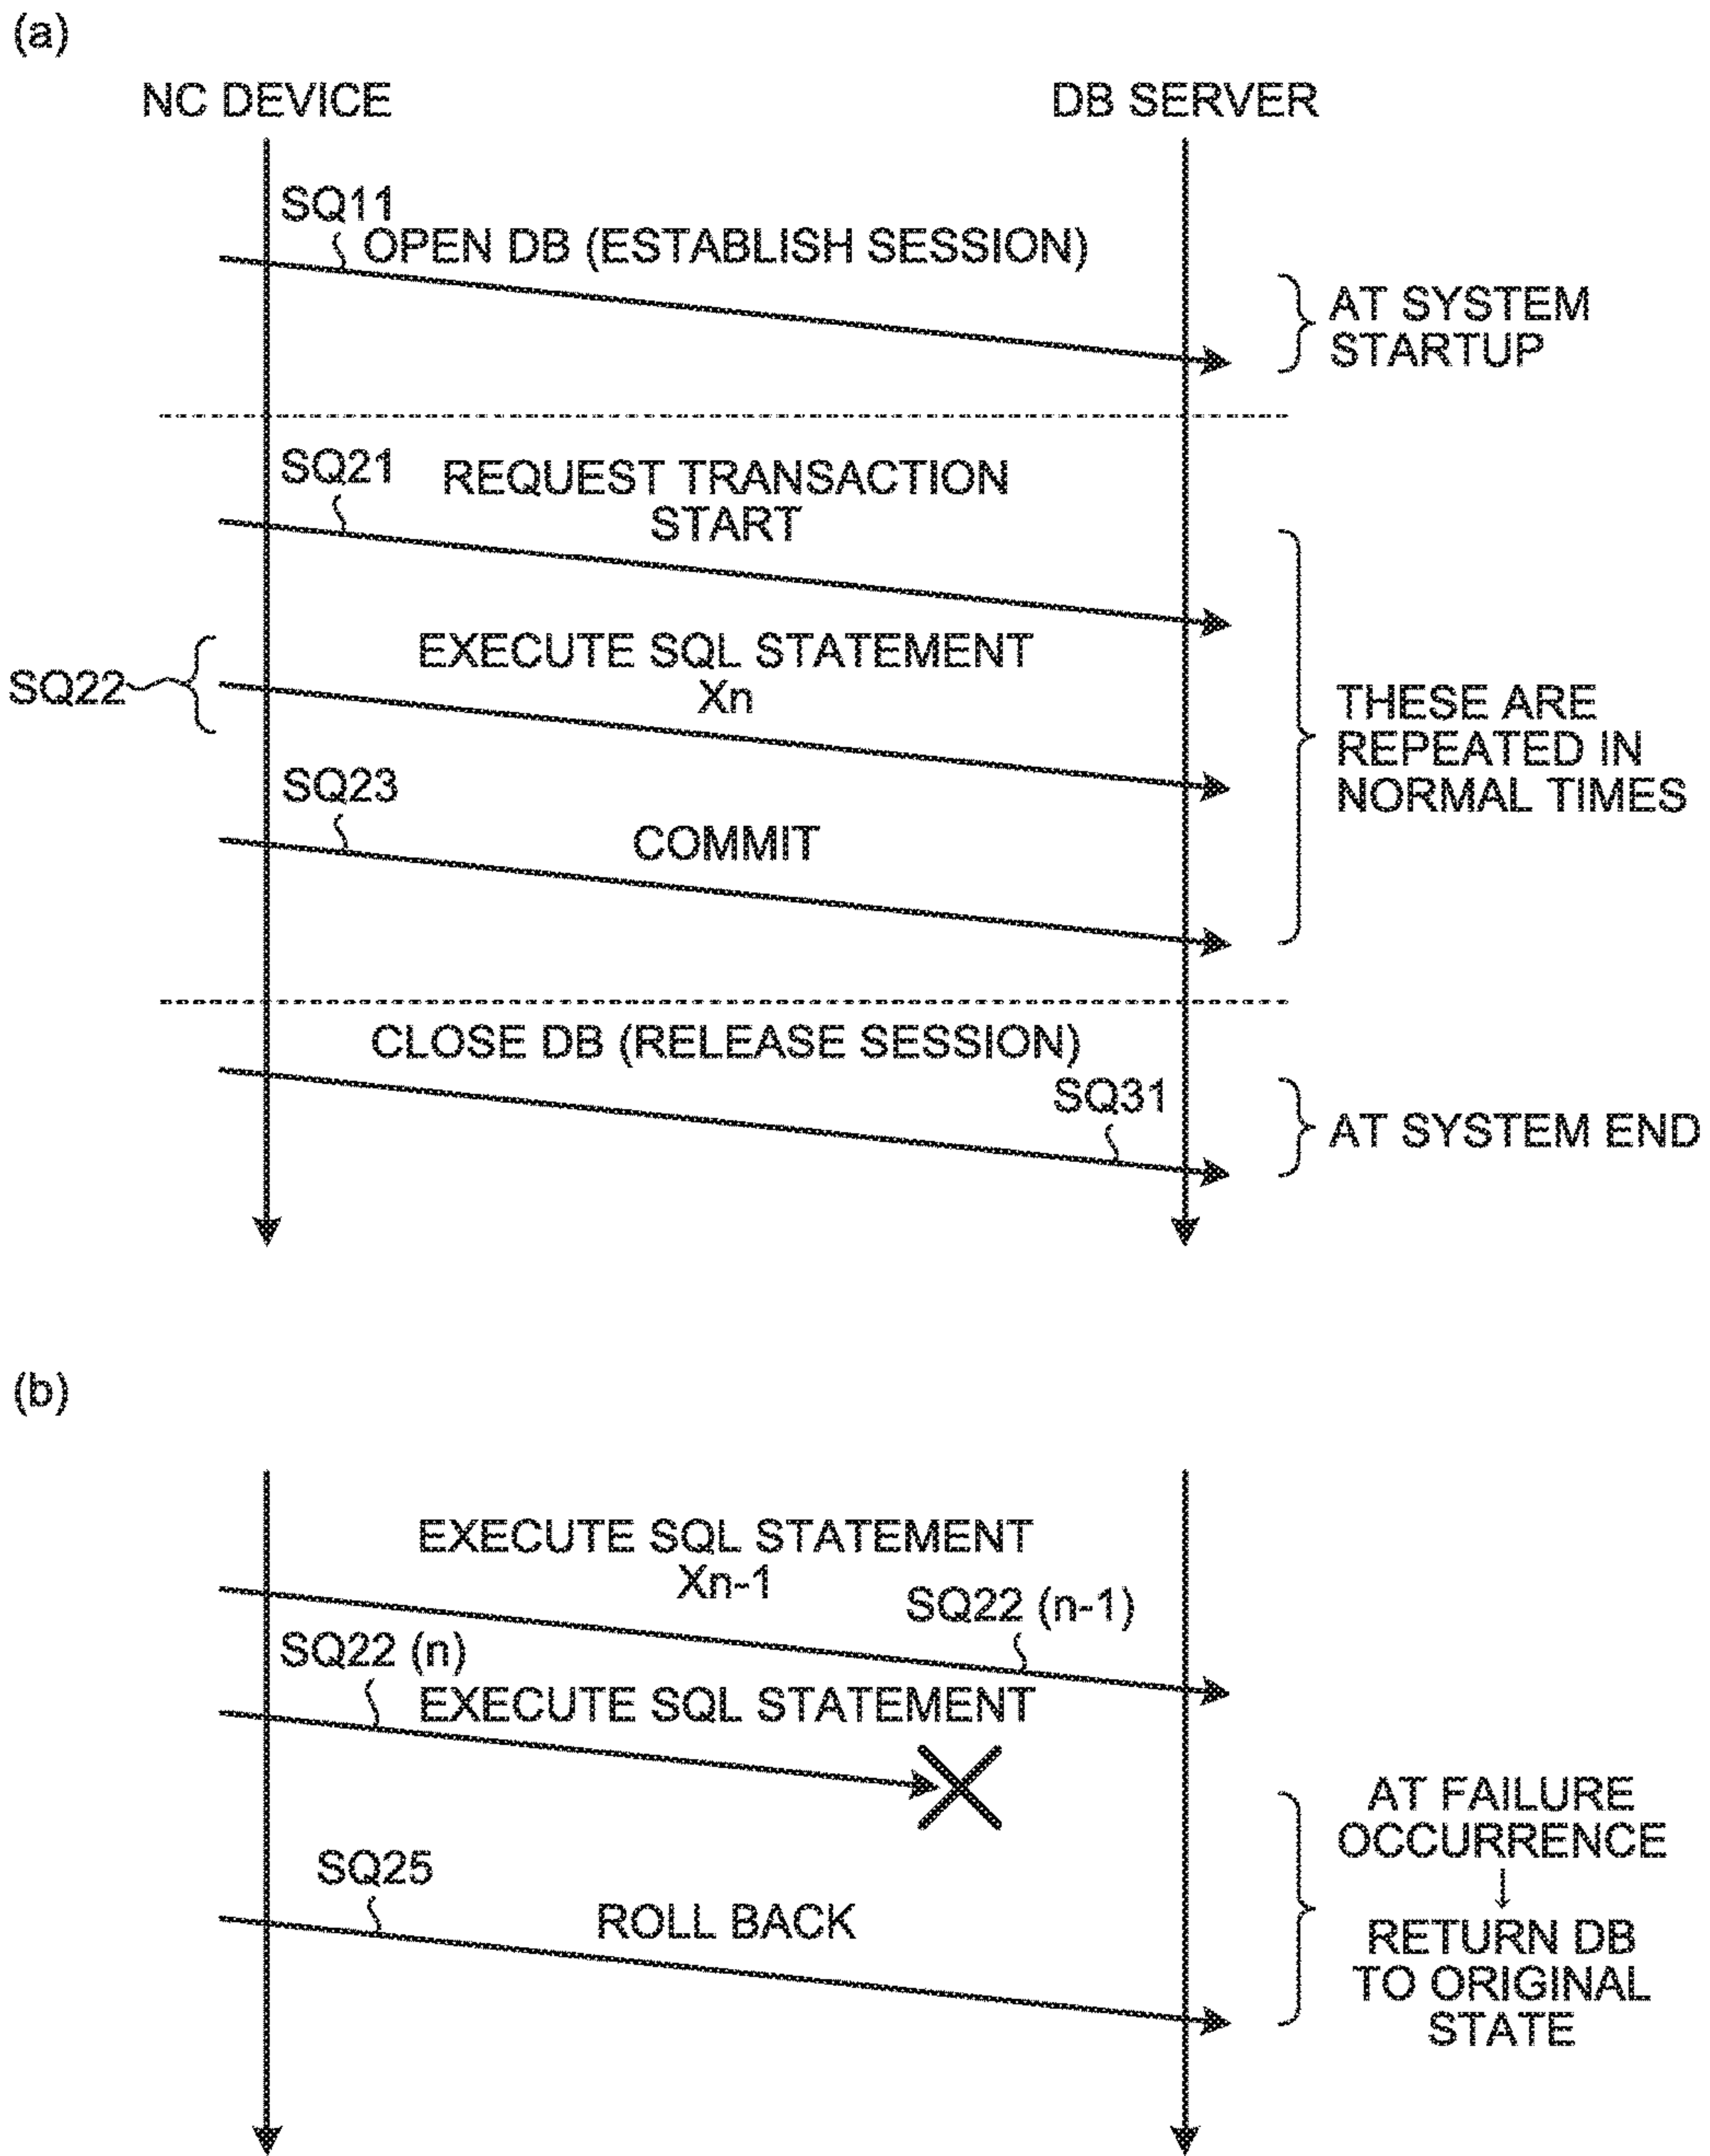 (a)
NC DEVICE
DB SERVER
SQ11
OPEN DB (ESTABLISH SESSION)
AT SYSTEM
STARTUP
SQ21
REQUEST TRANSACTION
START
SQ22
EXECUTE SQL STATEMENT
Xn
THESE ARE
REPEATED IN
NORMAL TIMES
SQ23
COMMIT
CLOSE DB (RELEASE SESSION)
SQ31
AT SYSTEM END
(b)
EXECUTE SQL STATEMENT
Xn-1
SQ22 (n-1)
SQ22 (n)
EXECUTE SQL STATEMENT
AT FAILURE
OCCURRENCE
↓
RETURN DB
TO ORIGINAL
STATE
SQ25
ROLL BACK